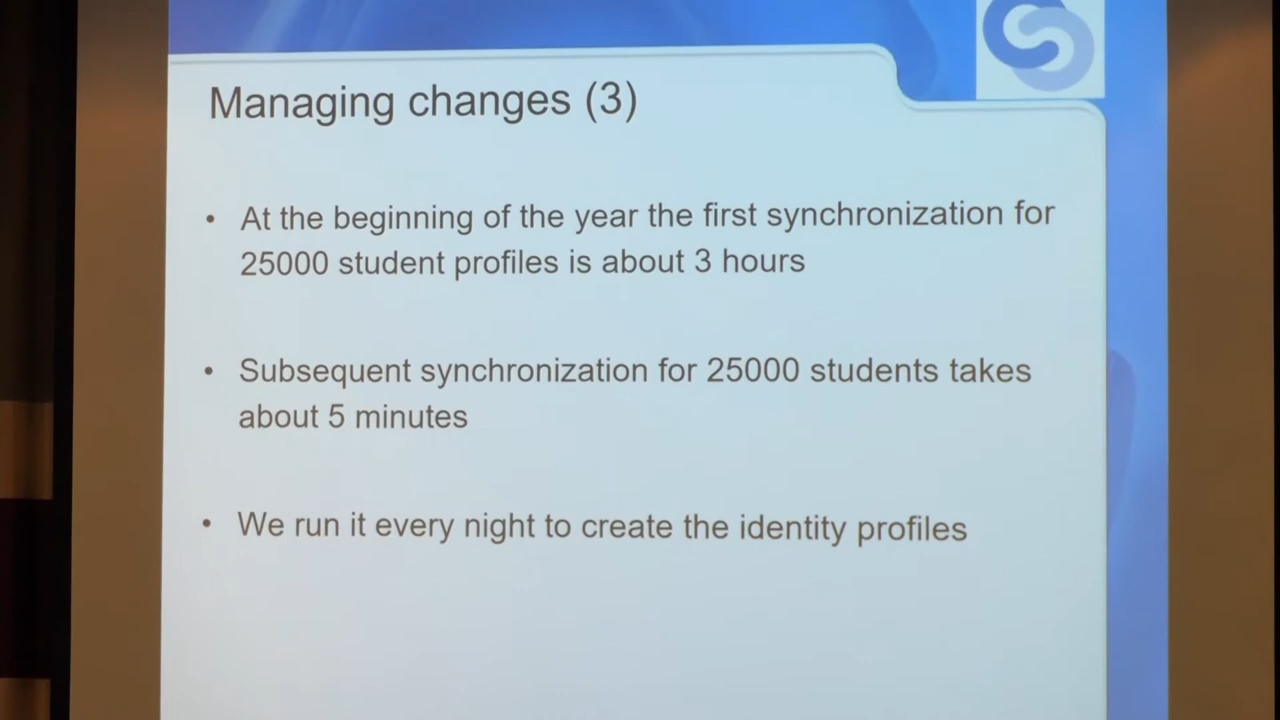 Managing changes (3)
• At the beginning of the year the first synchronization for
25000 student profiles is about 3 hours
• Subsequent synchronization for 25000 students takes
about 5 minutes
• We run it every night to create the identity profiles